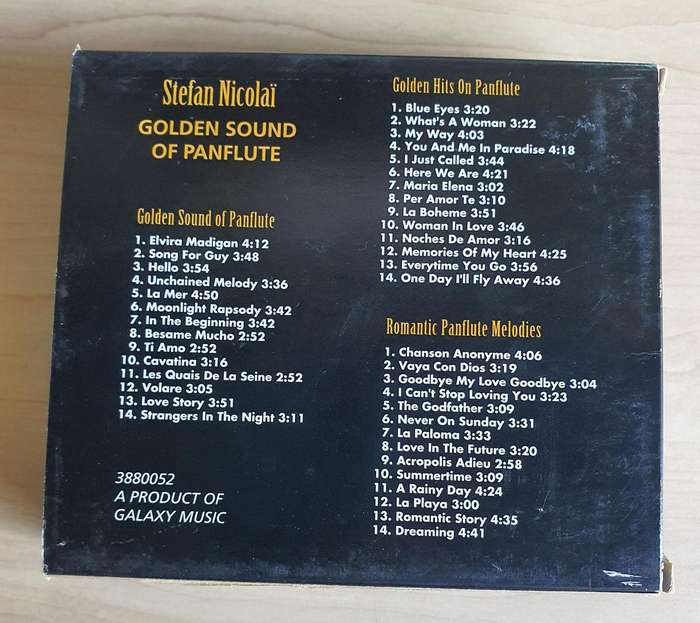 Stefan Nicolaï
GOLDEN SOUND
OF PANFLUTE
Golden Sound of Panflute
1. Elvira Madigan 4:12
2. Song For Guy 3:48
3. Hello 3:54
4. Unchained Melody 3:36
5. La Mer 4:50
6. Moonlight Rapsody 3:42
7. In The Beginning 3:42
8. Besame Mucho 2:52
9. Ti Amo 2:52
10. Cavatina 3:16
11. Les Quais De La Seine 2:52
12. Volare 3:05
13. Love Story 3:51
14. Strangers In The Night 3:11
3880052
A PRODUCT OF
GALAXY MUSIC
Golden Hits On Panflute
1. Blue Eyes 3:20
2. What's A Woman 3:22
3. My Way 4:03
4. You And Me In Paradise 4:18
5. I Just Called 3:44
6. Here We Are 4:21
7. Maria Elena 3:02
8. Per Amor Te 3:10
9. La Boheme 3:51
10. Woman In Love 3:46
11. Noches De Amor 3:16
12. Memories Of My Heart 4:25
13. Everytime You Go 3:56
14. One Day I'll Fly Away 4:36
Romantic Panflute Melodies
1. Chanson Anonyme 4:06
2. Vaya Con Dios 3:19
3. Goodbye My Love Goodbye 3:04
4. I Can't Stop Loving You 3:23
5. The Godfather 3:09
6. Never On Sunday 3:31
7. La Paloma 3:33
8. Love In The Future 3:20
9. Acropolis Adieu 2:58
10. Summertime 3:09
11. A Rainy Day 4:24
12. La Playa 3:00
13. Romantic Story 4:35
14. Dreaming 4:41